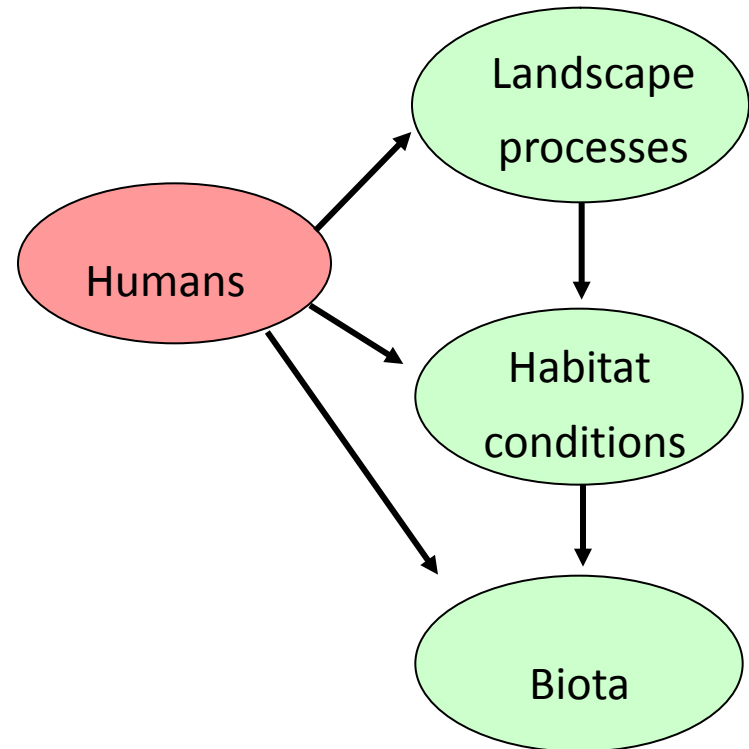 Landscape
processes
Humans
Habitat
conditions
Biota